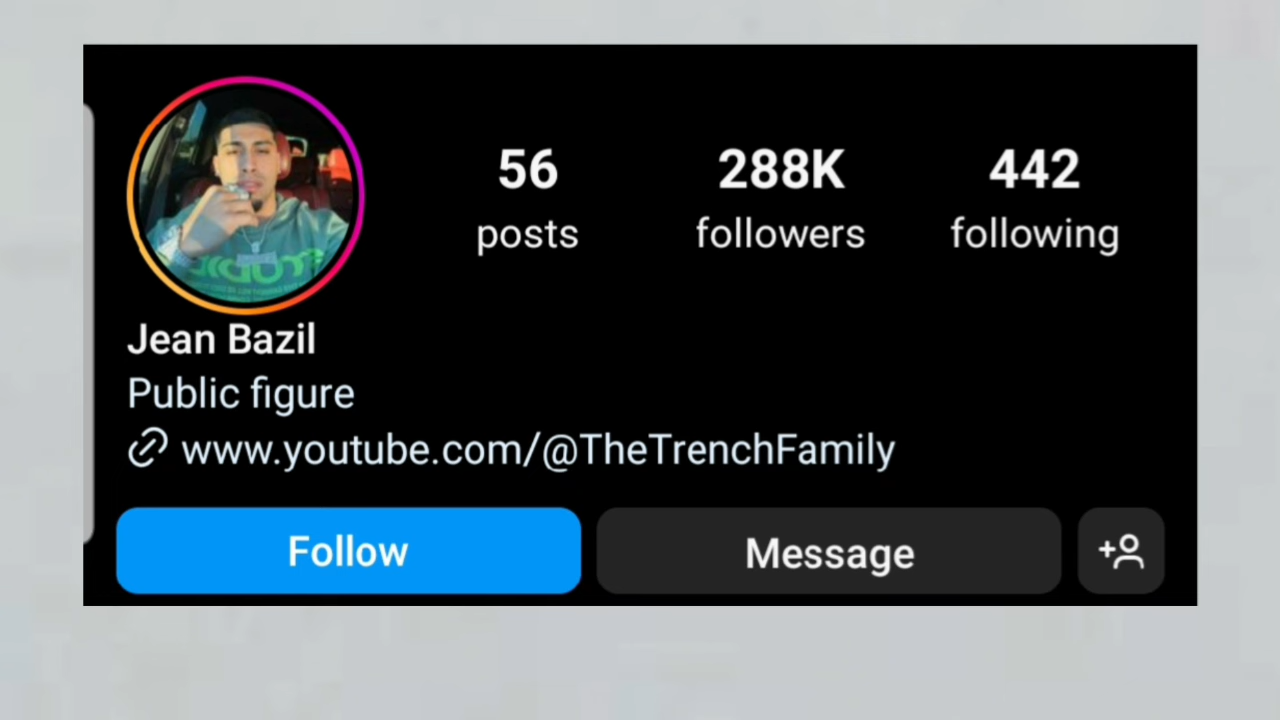 56 288K 442
posts followers following
Jean Bazil
Public figure
www.youtube.com/@TheTrenchFamily
Follow Message